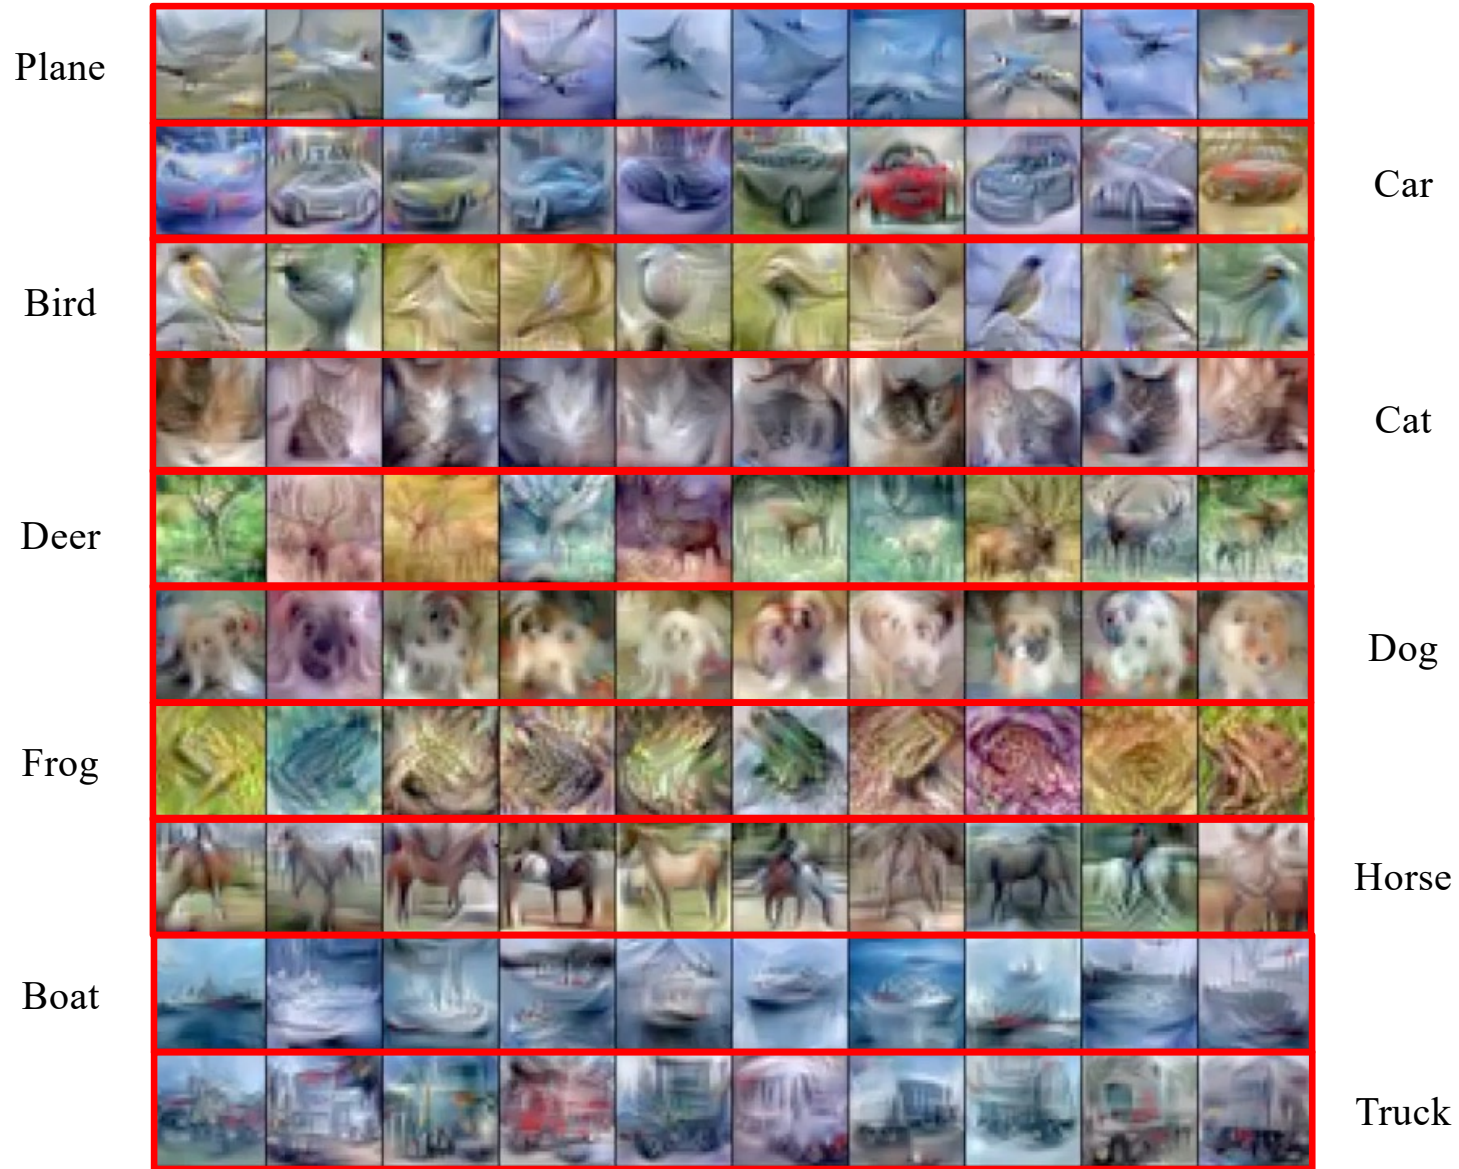 Plane
Car
Bird
Cat
Deer
Dog
Frog
Horse
Boat
Truck